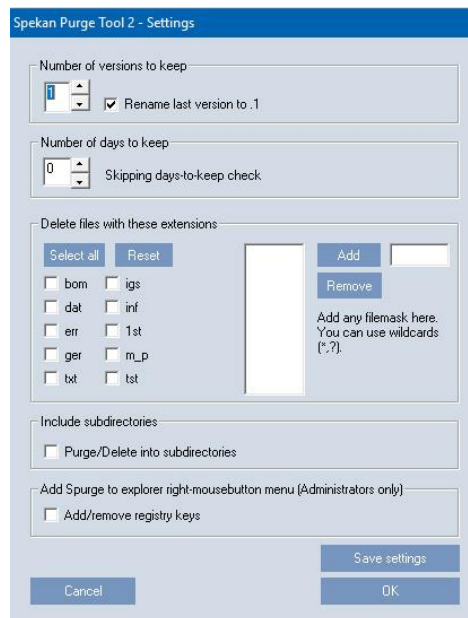 Spekan Purge Tool 2 - Settings
Number of versions to keep
1
Rename last version to .1
Number of days to keep
0
Skipping days-to-keep check
Delete files with these extensions
Select all Reset
Add
bom igs
Remove
dat inf
Add any filemask here.
err 1st
You can use wildcards
ger m_p
(*,?).
txt tst
Include subdirectories
Purge/Delete into subdirectories
Add Spurge to explorer right-mousebutton menu (Administrators only)
Add/remove registry keys
Save settings
Cancel
OK